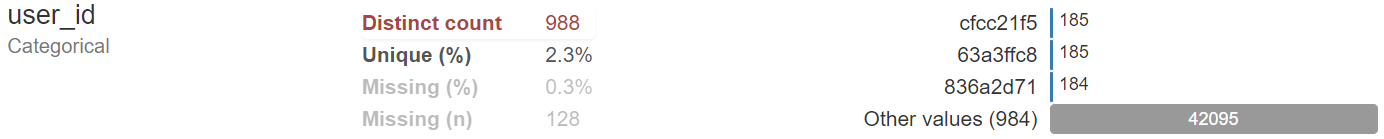 user_id
Categorical
Distinct count 988
Unique (%) 2.3%
Missing (%) 0.3%
Missing (n) 128
cfcc21f5 185
63a3ffc8 185
836a2d71 184
Other values (984) 42095